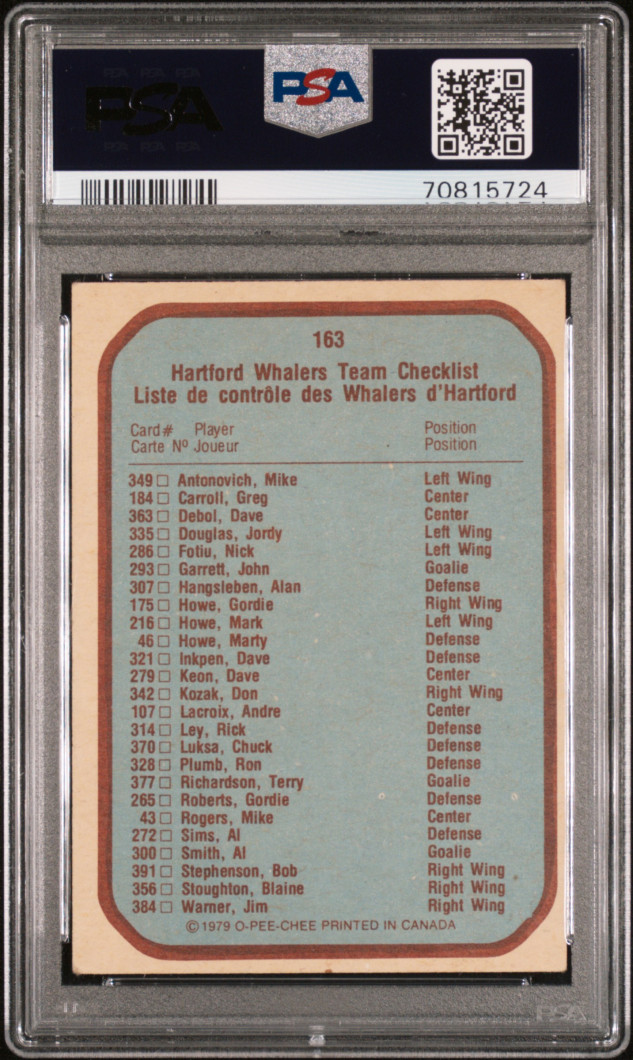 PSA PSA PSA
PSA
PSA PSA PSA
PSA
70815724
163
Hartford Whalers Team Checklist
Liste de contrôle des Whalers d'Hartford
Card# Player Position
Carte Nº Joueur Position
349 □ Antonovich, Mike Left Wing
184 □ Carroll, Greg Center
363 □ Debol, Dave Center
335 □ Douglas, Jordy Left Wing
286 □ Fotiu, Nick Left Wing
293 □ Garrett, John Goalie
307 □ Hangsleben, Alan Defense
175 □ Howe, Gordie Right Wing
216 □ Howe, Mark Left Wing
46 □ Howe, Marty Defense
321 □ Inkpen, Dave Defense
279 □ Keon, Dave Center
342 □ Kozak, Don Right Wing
107 □ Lacroix, Andre Center
314 □ Ley, Rick Defense
370 □ Luksa, Chuck Defense
328 □ Plumb, Ron Defense
377 □ Richardson, Terry Goalie
265 □ Roberts, Gordie Defense
43 □ Rogers, Mike Center
272 □ Sims, Al Defense
300 □ Smith, Al Goalie
391 □ Stephenson, Bob Right Wing
356 □ Stoughton, Blaine Right Wing
384 □ Warner, Jim Right Wing
©1979 O-PEE-CHEE PRINTED IN CANADA
PSA